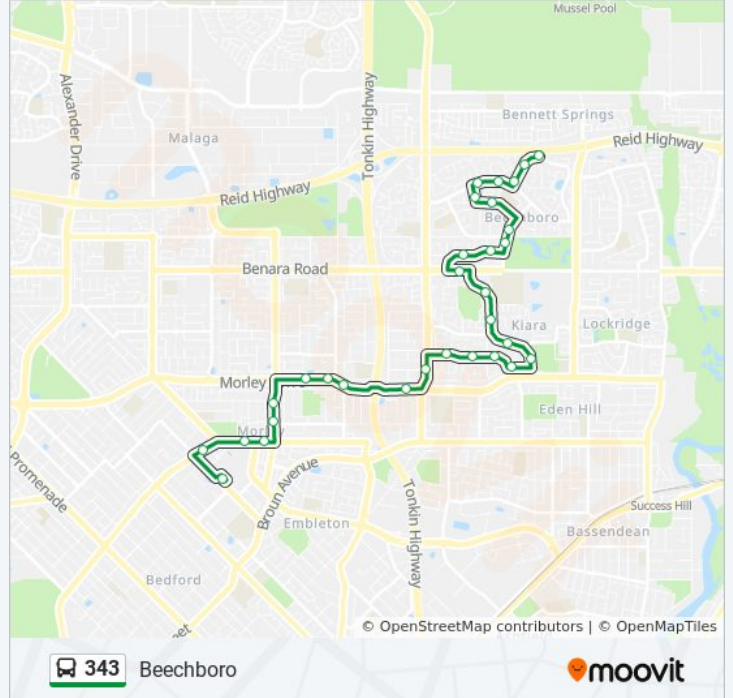 Mussel Pool
Alexander Drive
Tonkin Highway
Bennett Springs
Malaga
Reid Highway
Reid Highway
Beechboro
Benara Road
Kiara
Lockridge
Morley
Eden Hill
Morley
Promenade
Broun Avenue
Tonkin Highway
Success Hill
Embleton
Bassendean
Bedford
eet
© OpenStreetMap contributors | © OpenMapTiles
343 Beechboro
moovit